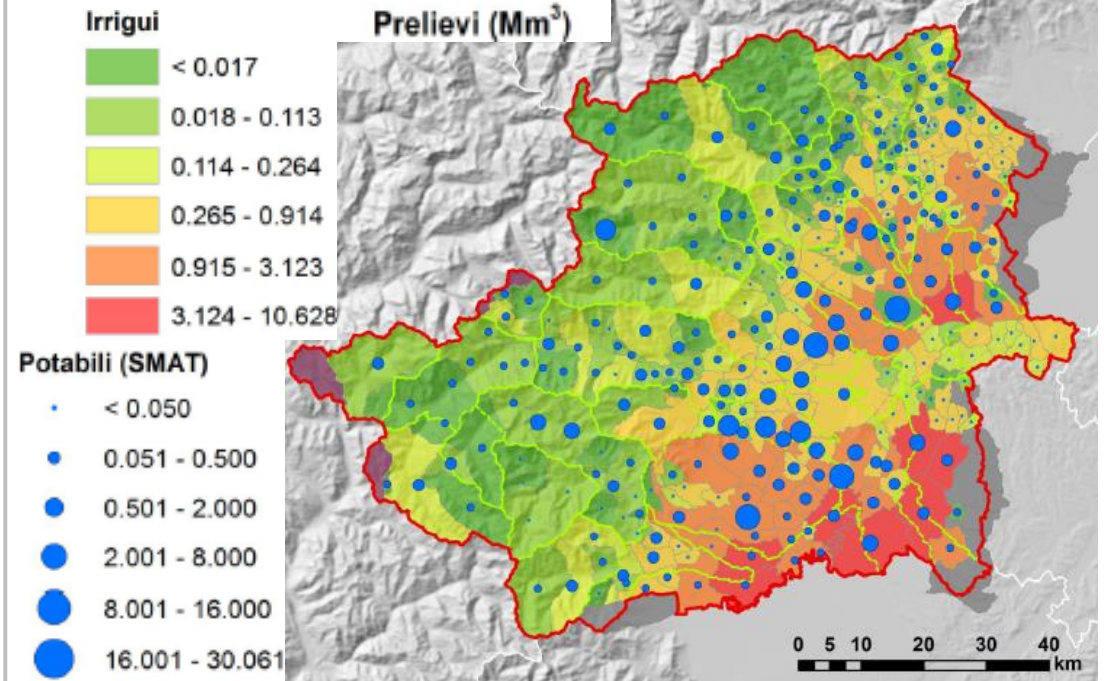 Prelievi (Mm³)
Irrigui
< 0.017
0.018 - 0.113
0.114 - 0.264
0.265 - 0.914
0.915 - 3.123
3.124 - 10.628
Potabili (SMAT)
< 0.050
0.051 - 0.500
0.501 - 2.000
2.001 - 8.000
8.001 - 16.000
16.001 - 30.061
0 5 10 20 30 40 km